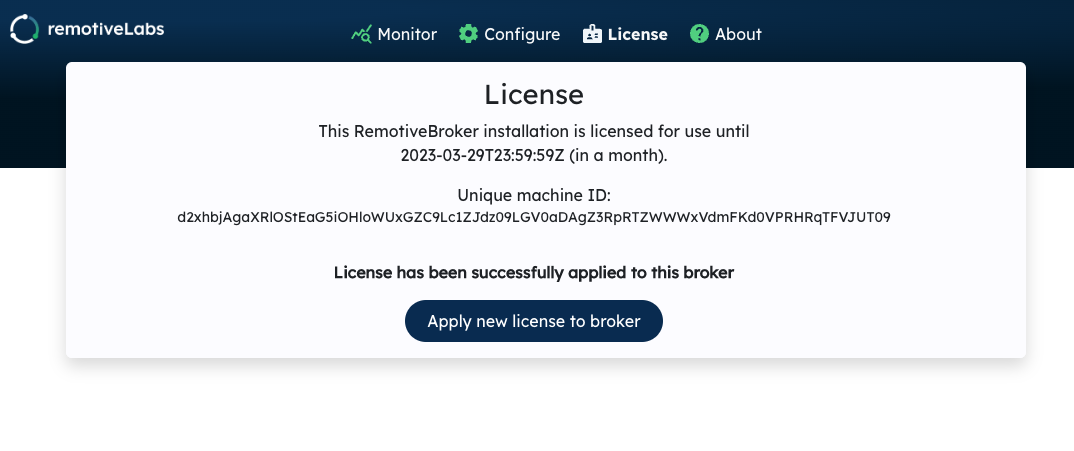 remotiveLabs
Monitor Configure License About
License
This RemotiveBroker installation is licensed for use until
2023-03-29T23:59:59Z (in a month).
Unique machine ID:
d2xhbjAgaXRlOStEaG5iOHloWUxGZC9Lc1ZJdz09LGV0aDAgZ3RpRTZWWWxVdmFKd0VPRHRqTFVJUT09
License has been successfully applied to this broker
Apply new license to broker